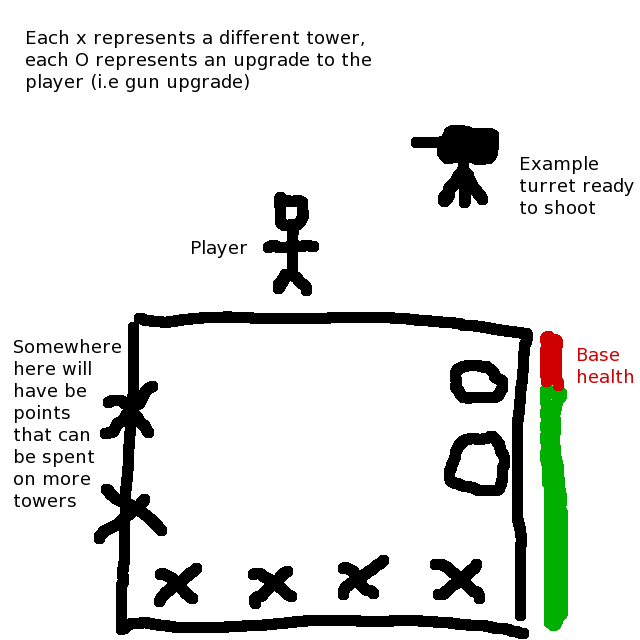 Each x represents a different tower,
each O represents an upgrade to the
player (i.e gun upgrade)
Example
turret ready
to shoot
Player
Somewhere
here will
have be
points
that can
be spent
on more
towers
Base
health